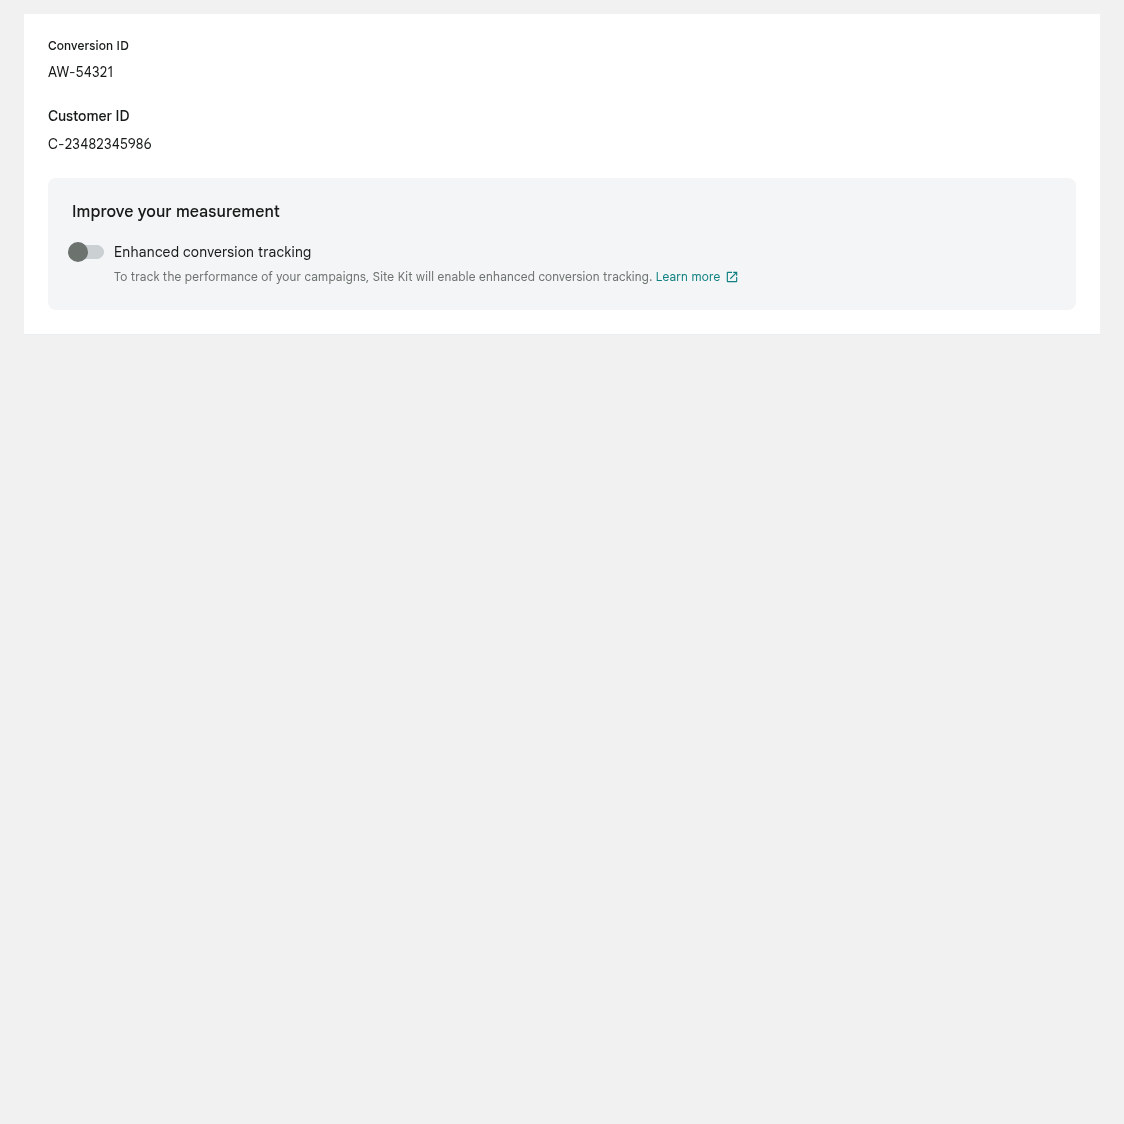 Conversion ID
AW-54321
Customer ID
C-23482345986
Improve your measurement
Enhanced conversion tracking
To track the performance of your campaigns, Site Kit will enable enhanced conversion tracking. Learn more